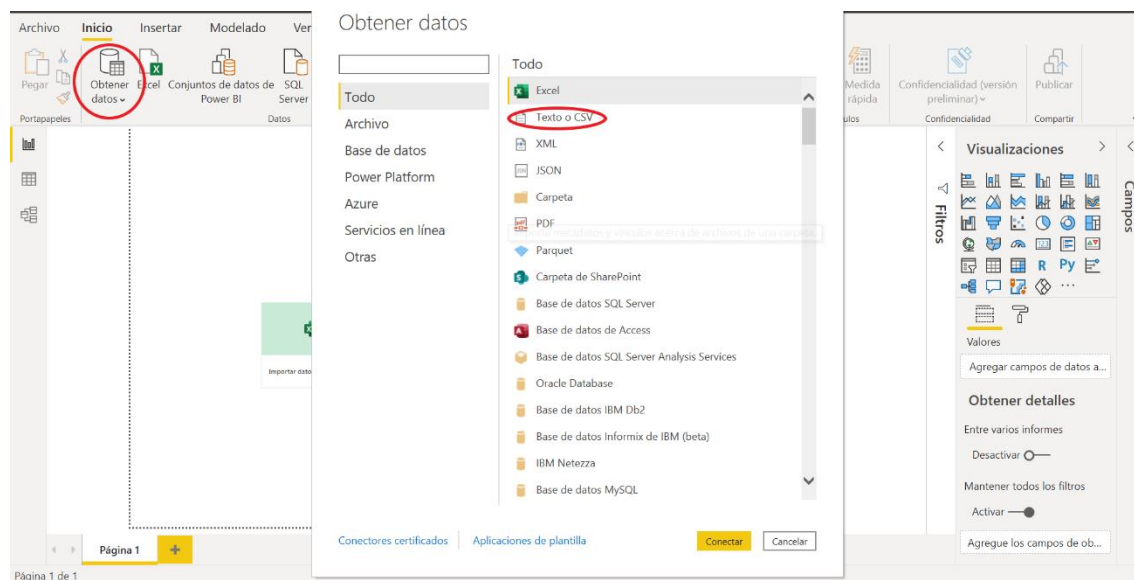 Archivo Inicio Insertar Modelado Ver
Pegar
Obtener datos
Excel
Conjuntos de datos de Power BI
SQL Server
Portapapeles
Datos
Obtener datos
Todo
Archivo
Base de datos
Power Platform
Azure
Servicios en línea
Otras
Todo
Excel
Texto o CSV
XML
JSON
Carpeta
PDF
Parquet
Carpeta de SharePoint
Base de datos SQL Server
Base de datos de Access
Base de datos SQL Server Analysis Services
Oracle Database
Base de datos IBM Db2
Base de datos Informix de IBM (beta)
IBM Netezza
Base de datos MySQL
Conectores certificados
Aplicaciones de plantilla
Conectar
Cancelar
Importar dato
Medida rápida
Confidencialidad (versión preliminar)
Publicar
ulos
Confidencialidad
Compartir
Filtros
Visualizaciones
Campos
R Py
123
Valores
Agregar campos de datos a...
Obtener detalles
Entre varios informes
Desactivar
Mantener todos los filtros
Activar
Agregue los campos de ob...
Página 1
+
Página 1 de 1